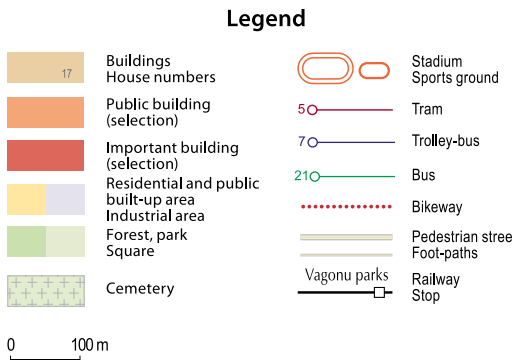 Legend
17
Buildings
House numbers
Public building
(selection)
Important building
(selection)
Residential and public
built-up area
Industrial area
Forest, park
Square
Cemetery
0 100 m
Stadium
Sports ground
5
Tram
7
Trolley-bus
21
Bus
Bikeway
Pedestrian stree
Foot-paths
Vagonu parks
Railway
Stop